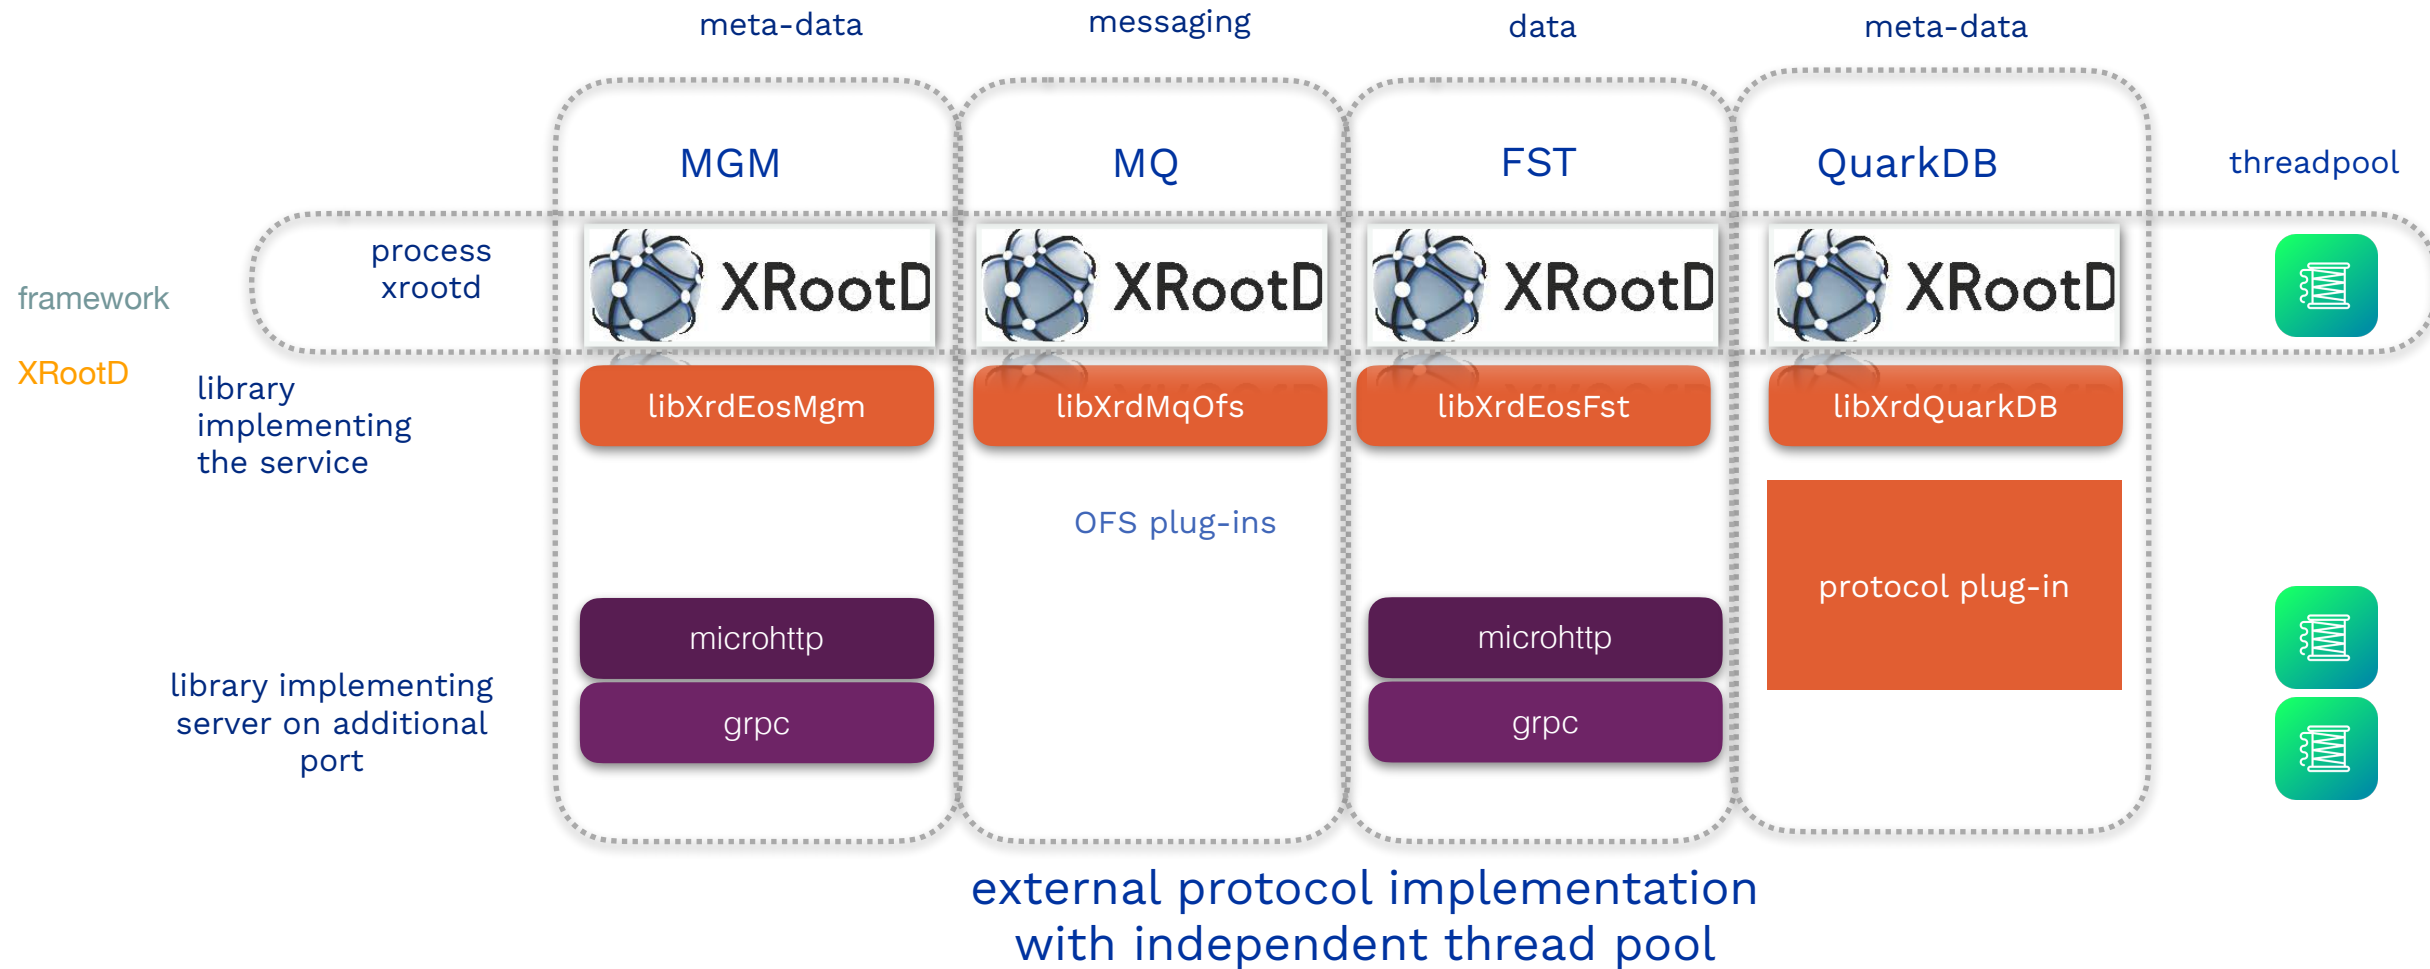 meta-data
messaging
data
meta-data
MGM
MQ
FST
QuarkDB
threadpool
process
xrootd
XRootD
XRootD
XRootD
XRootD
framework
XRootD
library
implementing
the service
libXrdEosMgm
libXrdMqOfs
libXrdEosFst
libXrdQuarkDB
OFS plug-ins
protocol plug-in
microhttp
microhttp
library implementing
server on additional
port
grpc
grpc
external protocol implementation
with independent thread pool